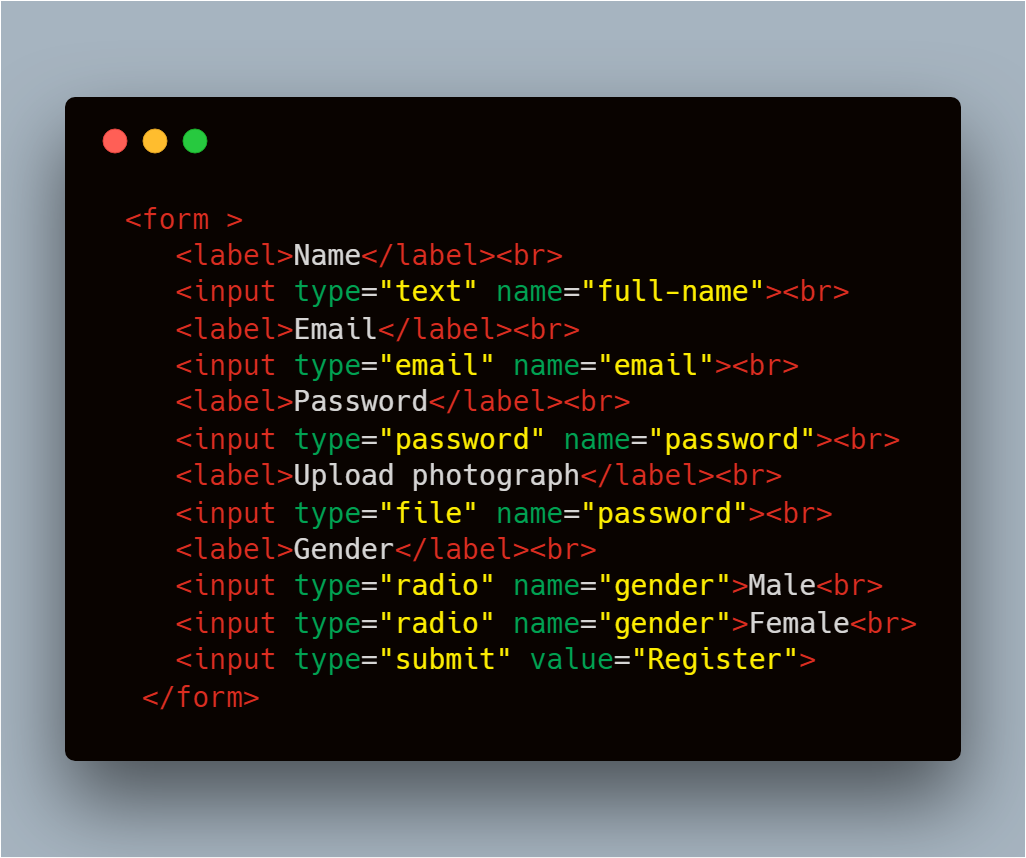 <form >
<label>Name</label><br>
<input type="text" name="full-name"><br>
<label>Email</label><br>
<input type="email" name="email"><br>
<label>Password</label><br>
<input type="password" name="password"><br>
<label>Upload photograph</label><br>
<input type="file" name="password"><br>
<label>Gender</label><br>
<input type="radio" name="gender">Male<br>
<input type="radio" name="gender">Female<br>
<input type="submit" value="Register">
</form>